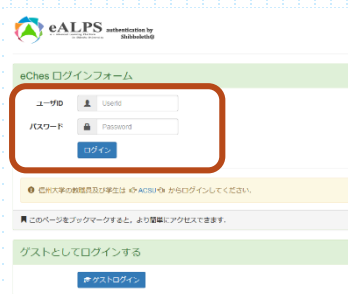 eALPS authentication by
Shibboleth@
eChes ログインフォーム
ユーザID UserId
パスワード Password
ログイン
信州大学の教職員及び学生は ACSU からログインしてください.
このページをブックマークすると, より簡単にアクセスできます.
ゲストとしてログインする
ゲストログイン